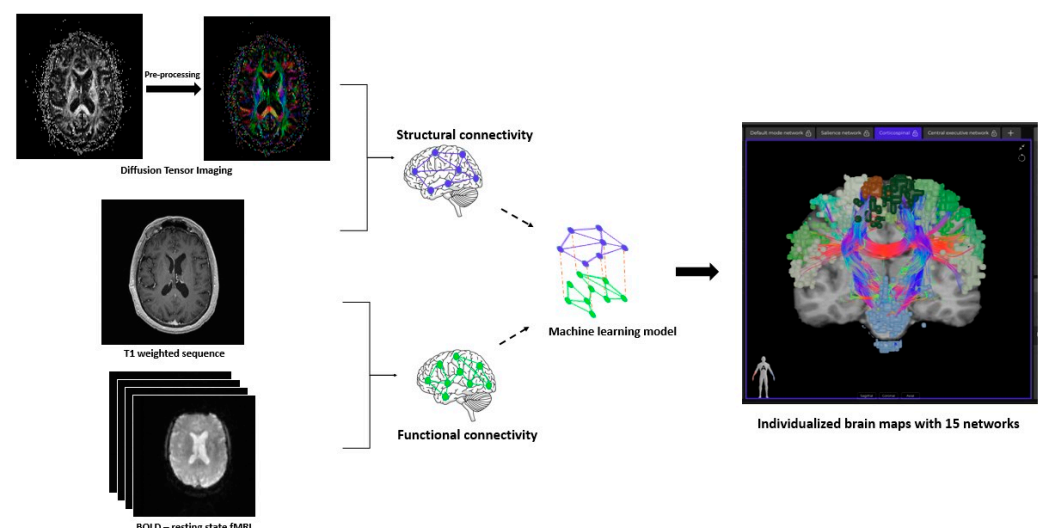 Pre-processing
Diffusion Tensor Imaging
T1 weighted sequence
BOLD – resting state fMRI
Structural connectivity
Functional connectivity
Machine learning model
Default mode network Salience network Corticospinal Central executive network +
Individualized brain maps with 15 networks